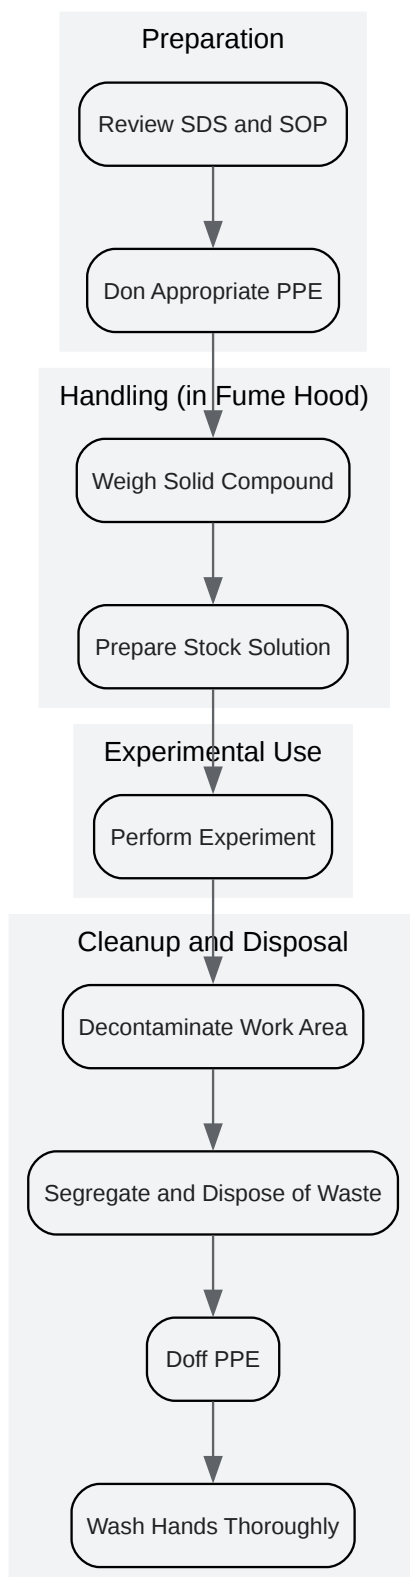 Preparation
Review SDS and SOP
Don Appropriate PPE
Handling (in Fume Hood)
Weigh Solid Compound
Prepare Stock Solution
Experimental Use
Perform Experiment
Cleanup and Disposal
Decontaminate Work Area
Segregate and Dispose of Waste
Doff PPE
Wash Hands Thoroughly